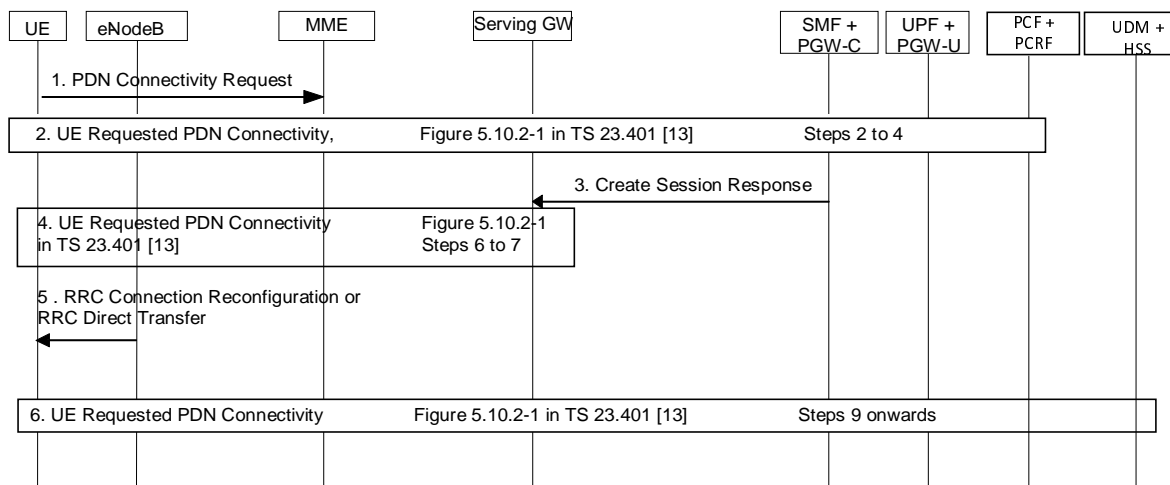 UE
eNodeB
MME
Serving GW
SMF +
PGW-C
UPF +
PGW-U
PCF +
PCRF
UDM +
HSS
1. PDN Connectivity Request
2. UE Requested PDN Connectivity, Figure 5.10.2-1 in TS 23.401 [13] Steps 2 to 4
3. Create Session Response
4. UE Requested PDN Connectivity Figure 5.10.2-1
in TS 23.401 [13] Steps 6 to 7
5 . RRC Connection Reconfiguration or
RRC Direct Transfer
6. UE Requested PDN Connectivity Figure 5.10.2-1 in TS 23.401 [13] Steps 9 onwards